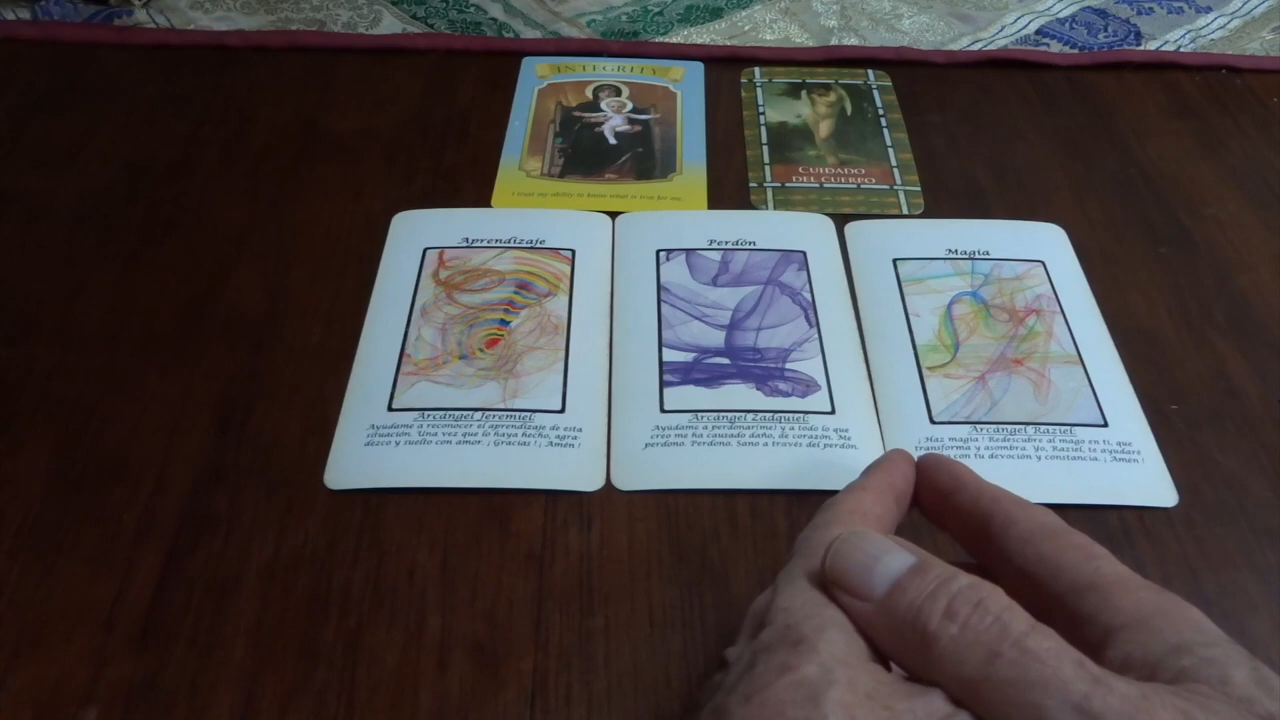 INTEGRITY
I trust my ability to know what is true for me.
CUIDADO
DEL CUERPO
Aprendizaje
Arcángel Jeremiel:
Ayúdame a reconocer el aprendizaje de esta
situación. Una vez que lo haya hecho, agra-
dezco y suelto con amor. ¡ Gracias ! ¡ Amén !
Perdón
Arcángel Zadquiel:
Ayúdame a perdonar(me) y a todo lo que
creo me ha causado daño, de corazón. Me
perdono. Perdono. Sano a través del perdón.
Magia
Arcángel Raziel:
¡ Haz magia ! Redescubre al mago en ti, que
transforma y asombra. Yo, Raziel, te ayudaré
con tu devoción y constancia. ¡ Amén !